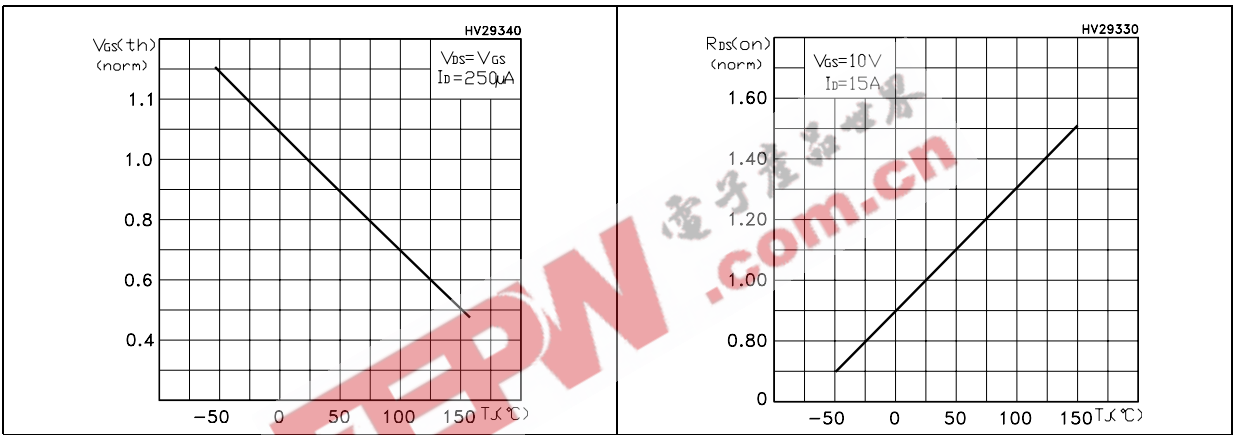 HV29340
VGS(th)
(norm)
VDS=VGS
ID=250µA
1.1
1.0
0.8
0.6
0.4
-50 0 50 100 150 TJ(°C)
HV29330
RDS(on)
(norm)
VGS=10V
ID=15A
1.60
1.40
1.20
1.00
0.80
0
-50 0 50 100 150 TJ(°C)
電子產品世界
EEPW
.com.cn